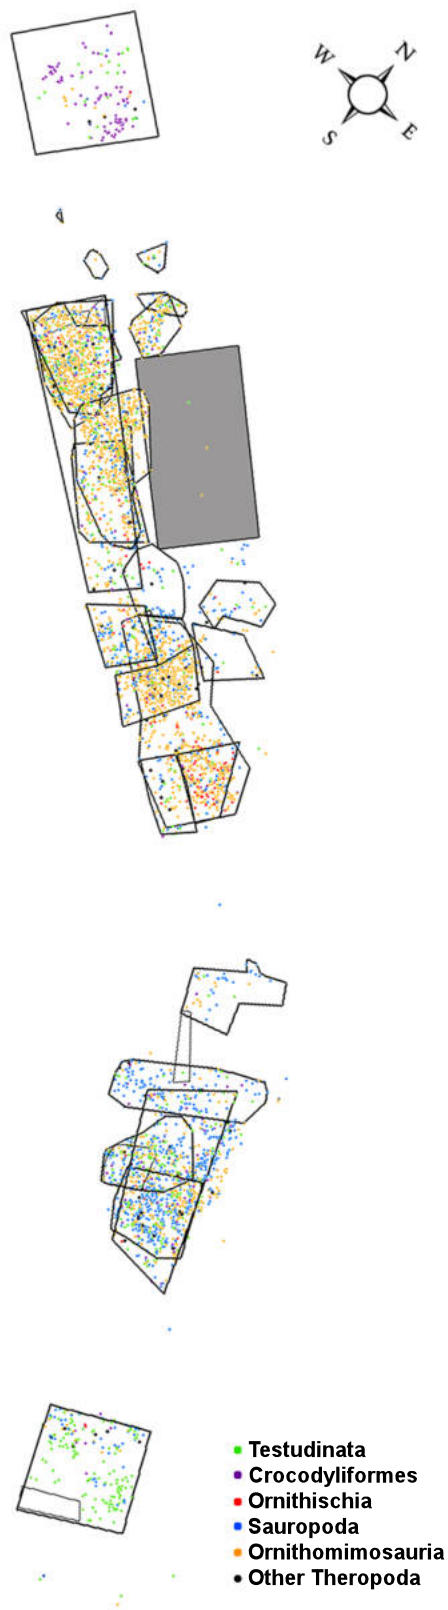 W N
S E
Testudinata
Crocodyliformes
Ornithischia
Sauropoda
Ornithomimosauria
Other Theropoda